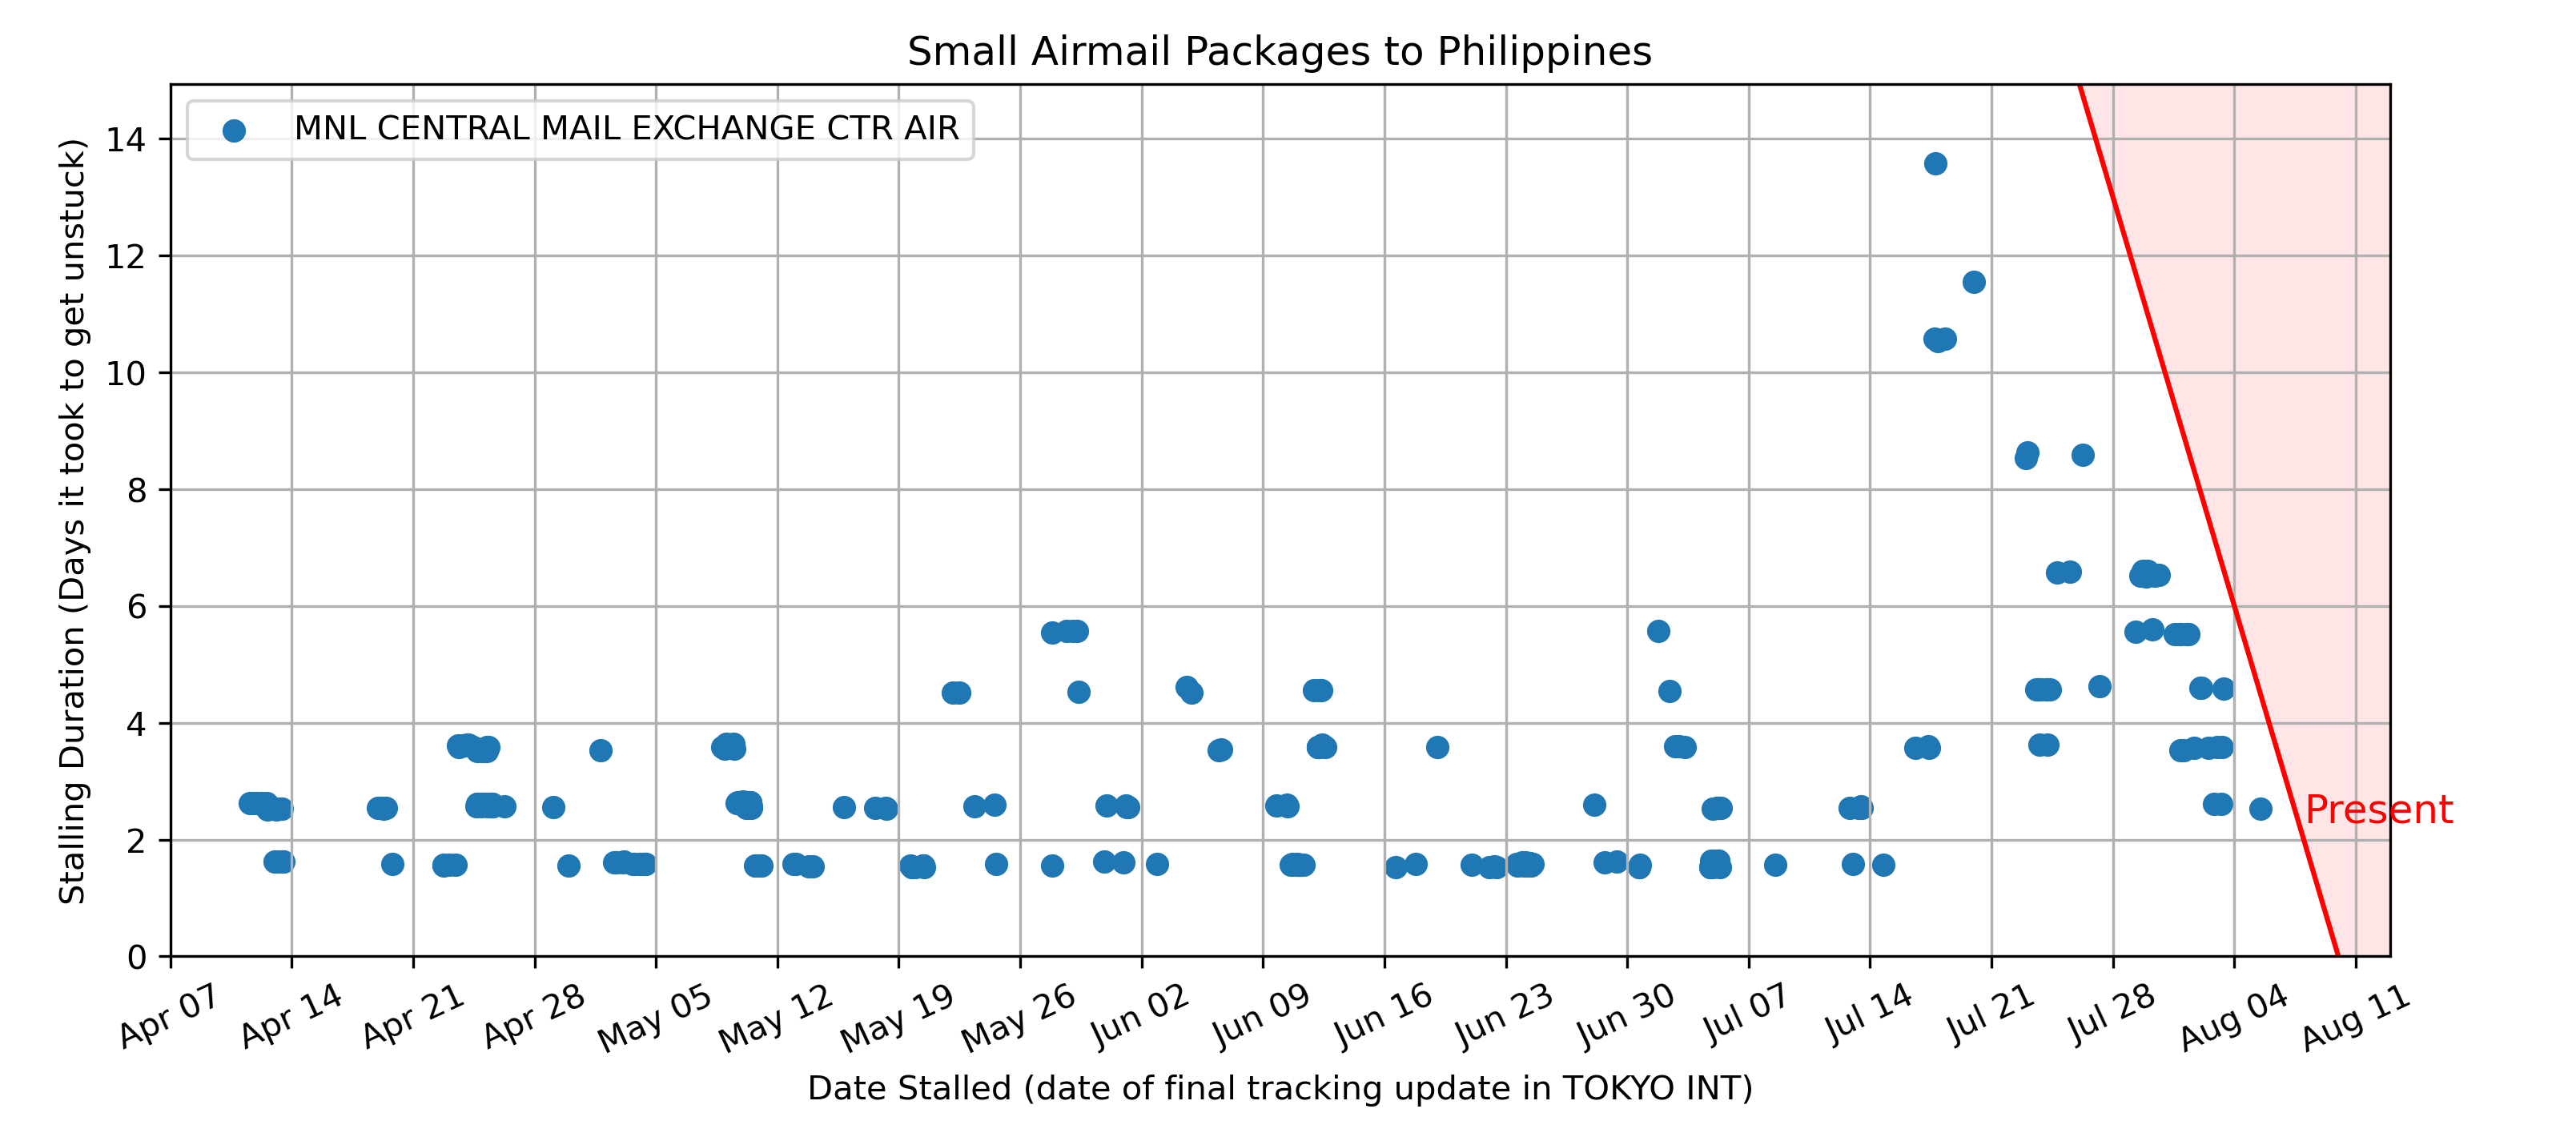 Small Airmail Packages to Philippines
MNL CENTRAL MAIL EXCHANGE CTR AIR
Stalling Duration (Days it took to get unstuck)
14
12
10
8
6
4
2
0
Present
Apr 07
Apr 14
Apr 21
Apr 28
May 05
May 12
May 19
May 26
Jun 02
Jun 09
Jun 16
Jun 23
Jun 30
Jul 07
Jul 14
Jul 21
Jul 28
Aug 04
Aug 11
Date Stalled (date of final tracking update in TOKYO INT)